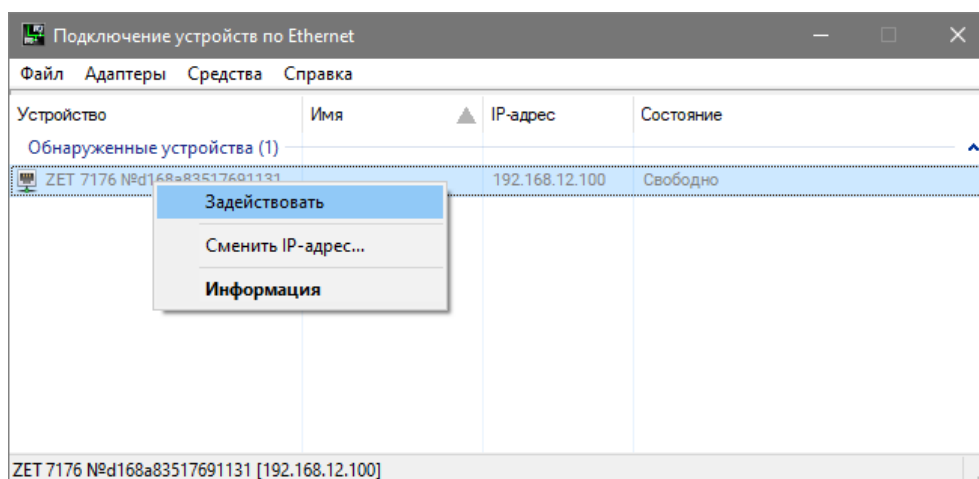 Подключение устройств по Ethernet
Файл Адаптеры Средства Справка
Устройство Имя IP-адрес Состояние
Обнаруженные устройства (1)
ZET 7176 №d168a83517691131 192.168.12.100 Свободно
Задействовать
Сменить IP-адрес...
Информация
ZET 7176 №d168a83517691131 [192.168.12.100]